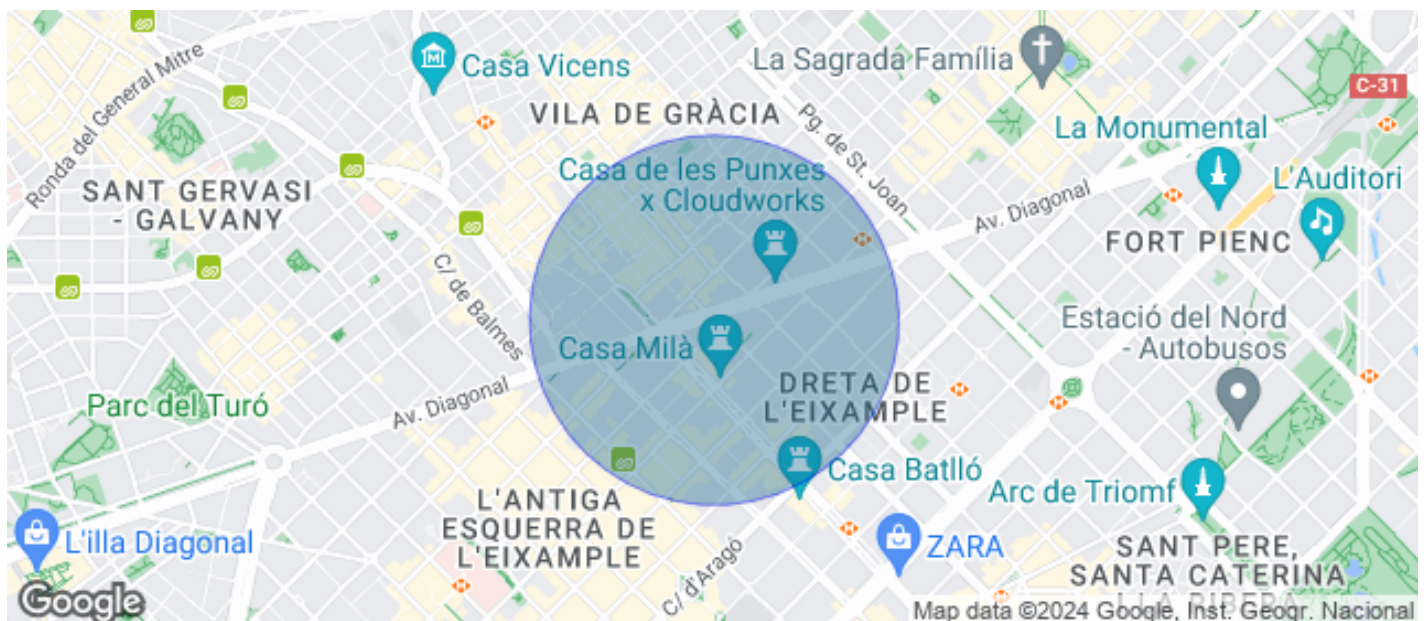 Ronda del General Mitre
Casa Vicens
La Sagrada Família
C-31
VILA DE GRÀCIA
Pg. de St. Joan
La Monumental
Casa de les Punxes
x Cloudworks
SANT GERVASI
- GALVANY
L'Auditori
Av. Diagonal
FORT PIENC
C/ de Balmes
Estació del Nord
- Autobusos
Casa Milà
DRETA DE
L'EIXAMPLE
Parc del Turó
Av. Diagonal
Casa Batlló
Arc de Triomf
L'ANTIGA
ESQUERRA DE
L'EIXAMPLE
L'illa Diagonal
C/ d'Aragó
ZARA
SANT PERE,
SANTA CATERINA
I LA RIBERA
Google
Map data ©2024 Google, Inst. Geogr. Nacional